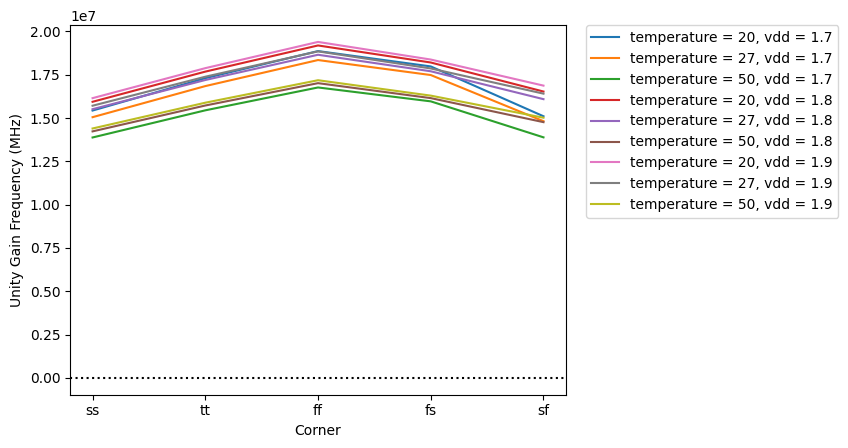 1e7
2.00
1.75
1.50
1.25
1.00
0.75
0.50
0.25
0.00
Unity Gain Frequency (MHz)
ss tt ff fs sf
Corner
temperature = 20, vdd = 1.7
temperature = 27, vdd = 1.7
temperature = 50, vdd = 1.7
temperature = 20, vdd = 1.8
temperature = 27, vdd = 1.8
temperature = 50, vdd = 1.8
temperature = 20, vdd = 1.9
temperature = 27, vdd = 1.9
temperature = 50, vdd = 1.9